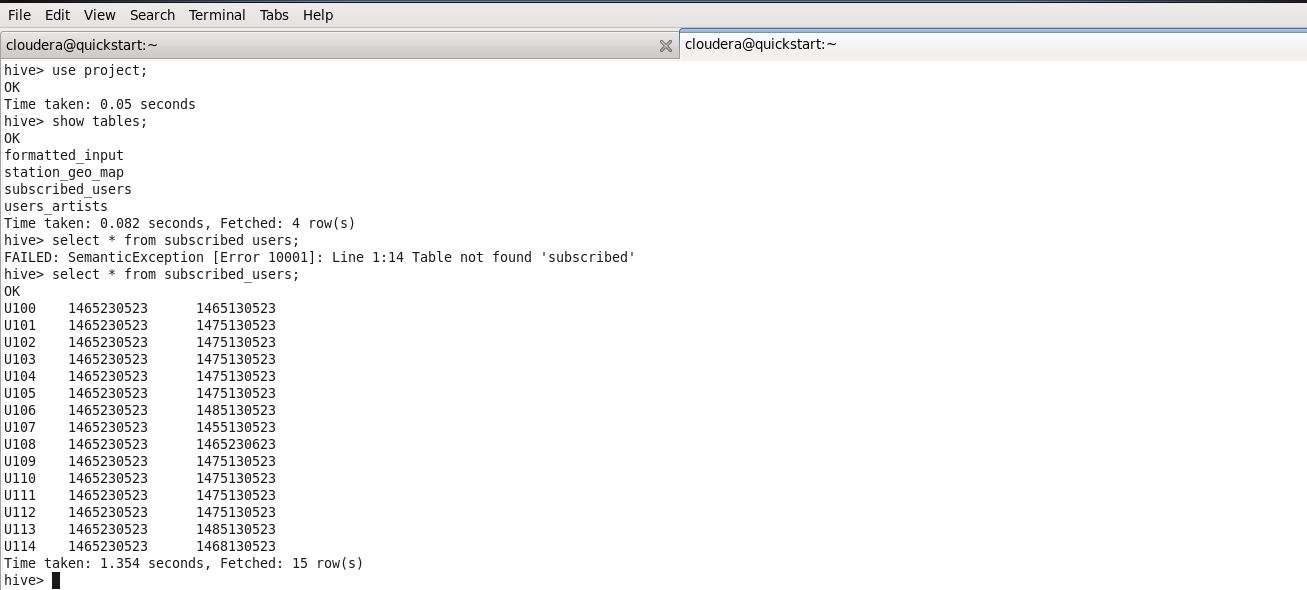 File Edit View Search Terminal Tabs Help
cloudera@quickstart:~ cloudera@quickstart:~
hive> use project;
OK
Time taken: 0.05 seconds
hive> show tables;
OK
formatted_input
station_geo_map
subscribed_users
users_artists
Time taken: 0.082 seconds, Fetched: 4 row(s)
hive> select * from subscribed users;
FAILED: SemanticException [Error 10001]: Line 1:14 Table not found 'subscribed'
hive> select * from subscribed_users;
OK
U100 1465230523 1465130523
U101 1465230523 1475130523
U102 1465230523 1475130523
U103 1465230523 1475130523
U104 1465230523 1475130523
U105 1465230523 1475130523
U106 1465230523 1485130523
U107 1465230523 1455130523
U108 1465230523 1465230623
U109 1465230523 1475130523
U110 1465230523 1475130523
U111 1465230523 1475130523
U112 1465230523 1475130523
U113 1465230523 1485130523
U114 1465230523 1468130523
Time taken: 1.354 seconds, Fetched: 15 row(s)
hive>